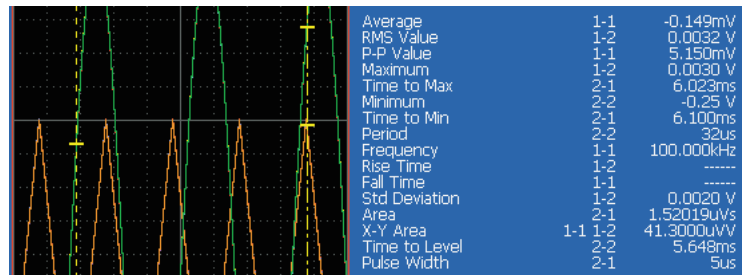 Average 1-1 -0.149mV
RMS Value 1-2 0.0032 V
P-P Value 1-1 5.150mV
Maximum 1-2 0.0030 V
Time to Max 2-1 6.023ms
Minimum 2-2 -0.25 V
Time to Min 2-1 6.100ms
Period 2-2 32us
Frequency 1-1 100.000kHz
Rise Time 1-2 ------
Fall Time 1-1 ------
Std Deviation 1-2 0.0020 V
Area 2-1 1.52019uVs
X-Y Area 1-1 1-2 41.3000uVV
Time to Level 2-2 5.648ms
Pulse Width 2-1 5us